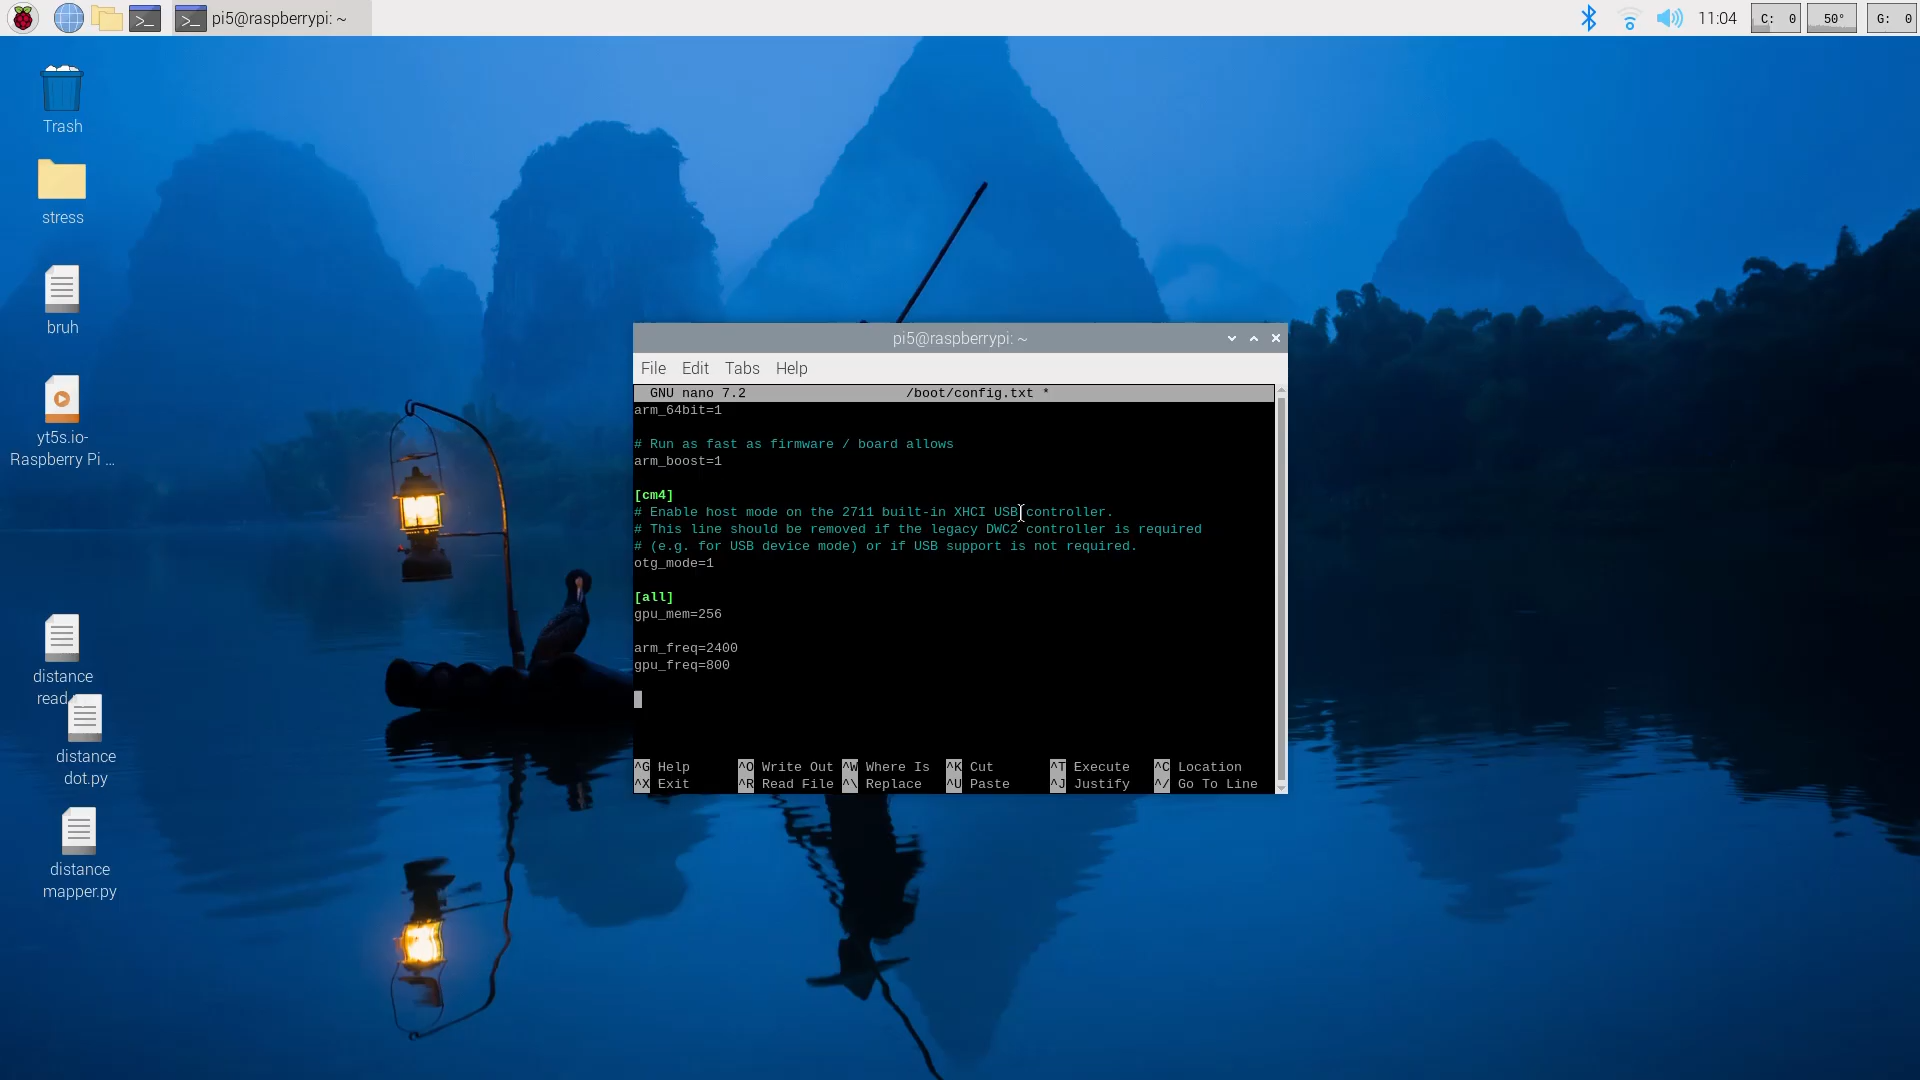 pi5@raspberrypi: ~
11:04
C: 0
50°
G: 0
Trash
stress
bruh
yt5s.io-
Raspberry Pi ...
distance
read.
distance
dot.py
distance
mapper.py
pi5@raspberrypi: ~
File Edit Tabs Help
GNU nano 7.2 /boot/config.txt *
arm_64bit=1
# Run as fast as firmware / board allows
arm_boost=1
[cm4]
# Enable host mode on the 2711 built-in XHCI USB controller.
# This line should be removed if the legacy DWC2 controller is required
# (e.g. for USB device mode) or if USB support is not required.
otg_mode=1
[all]
gpu_mem=256
arm_freq=2400
gpu_freq=800
^G Help ^O Write Out ^W Where Is ^K Cut ^T Execute ^C Location
^X Exit ^R Read File ^\ Replace ^U Paste ^J Justify ^/ Go To Line